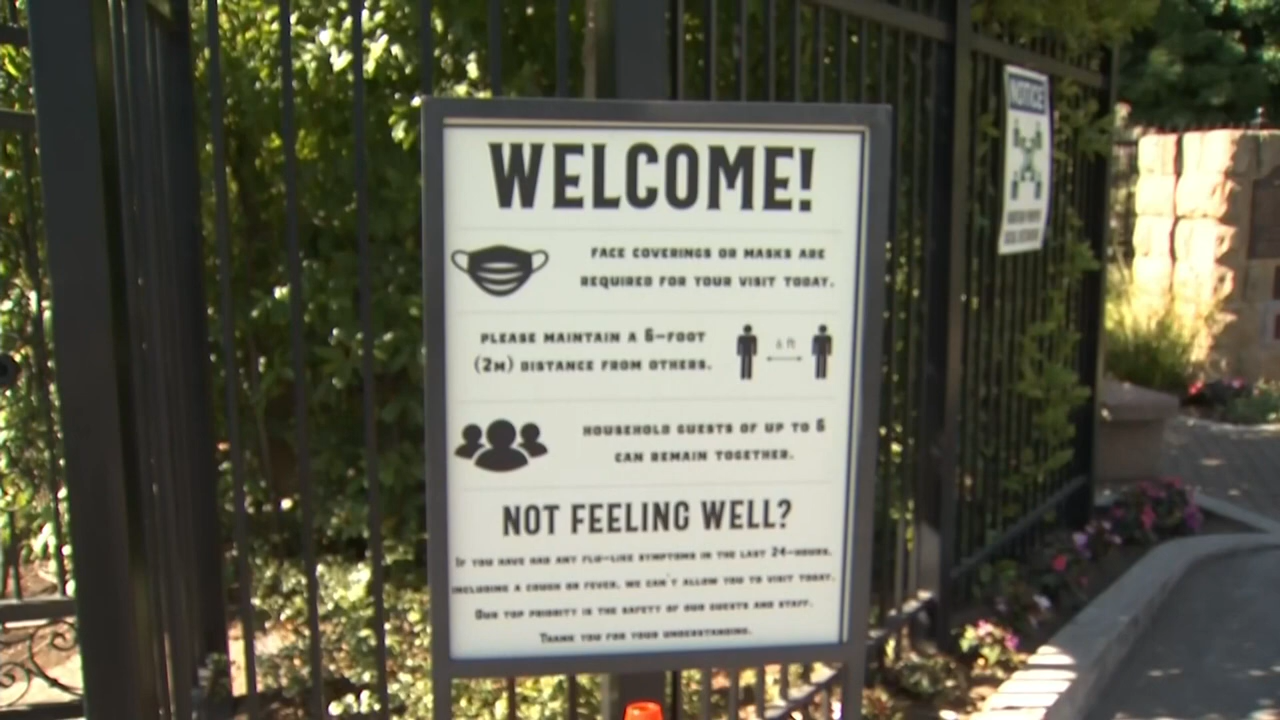 WELCOME!
FACE COVERINGS OR MASKS ARE
REQUIRED FOR YOUR VISIT TODAY.
PLEASE MAINTAIN A 6-FOOT
(2M) DISTANCE FROM OTHERS.
6 ft
HOUSEHOLD GUESTS OF UP TO 6
CAN REMAIN TOGETHER.
NOT FEELING WELL?
IF YOU HAVE HAD ANY FLU-LIKE SYMPTOMS IN THE LAST 24-HOURS,
INCLUDING A COUGH OR FEVER, WE CAN'T ALLOW YOU TO VISIT TODAY.
OUR TOP PRIORITY IS THE SAFETY OF OUR GUESTS AND STAFF.
THANK YOU FOR YOUR UNDERSTANDING.
NOTICE